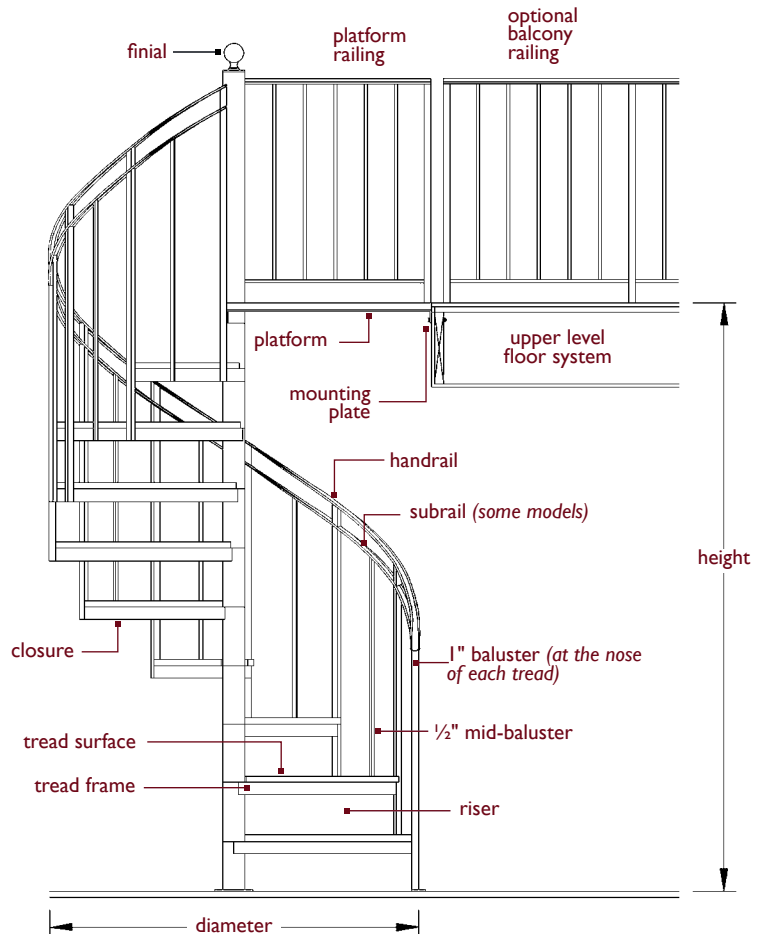 finial
platform
railing
optional
balcony
railing
platform
upper level
floor system
mounting
plate
handrail
subrail (some models)
height
closure
1" baluster (at the nose
of each tread)
½" mid-baluster
tread surface
tread frame
riser
diameter